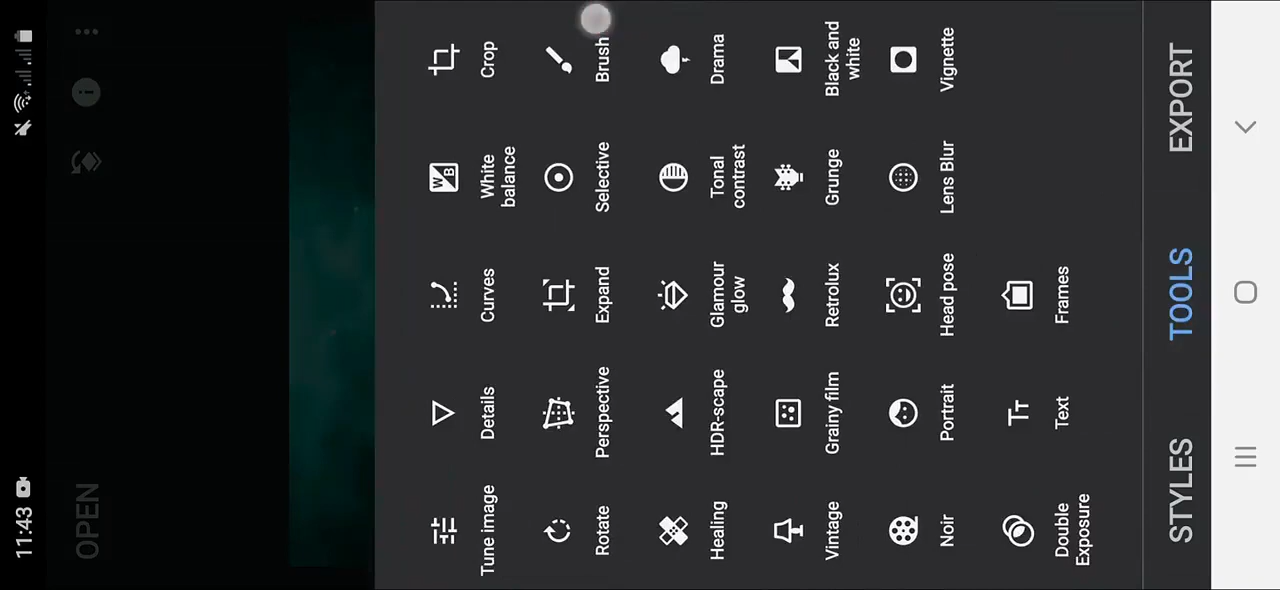 11:43
OPEN
Tune image
Details
Curves
White
balance
Crop
Rotate
Perspective
Expand
Selective
Brush
Healing
HDR-scape
Glamour
glow
Tonal
contrast
Drama
Vintage
Grainy film
Retrolux
Grunge
Black and
white
Noir
Portrait
Head pose
Lens Blur
Vignette
Double
Exposure
Text
Frames
STYLES
TOOLS
EXPORT